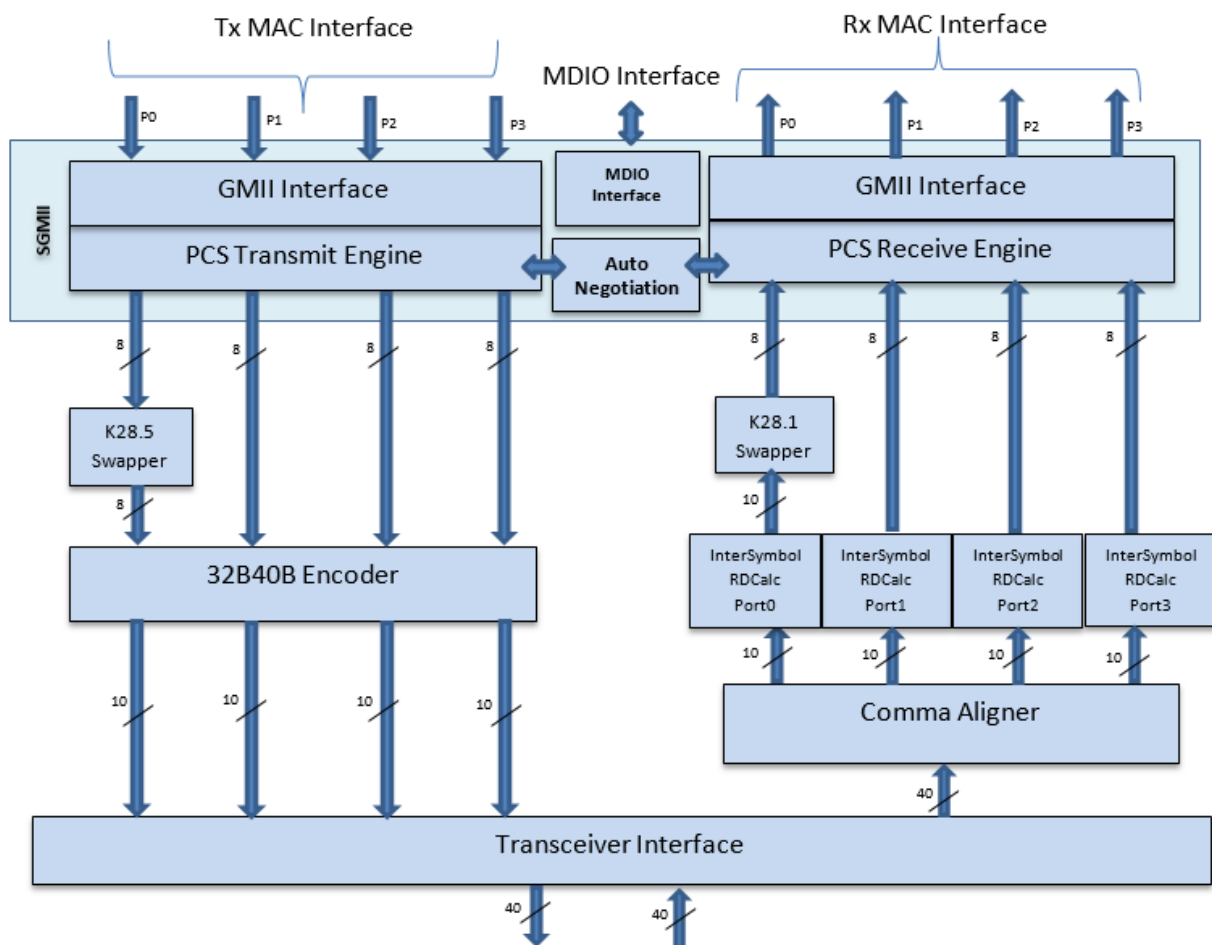 Tx MAC Interface
Rx MAC Interface
MDIO Interface
P0
P1
P2
P3
P0
P1
P2
P3
SGMII
GMII Interface
MDIO
Interface
GMII Interface
PCS Transmit Engine
Auto
Negotiation
PCS Receive Engine
8
8
8
8
8
8
8
8
K28.5
Swapper
K28.1
Swapper
8
10
32B40B Encoder
InterSymbol
RDCalc
Port0
InterSymbol
RDCalc
Port1
InterSymbol
RDCalc
Port2
InterSymbol
RDCalc
Port3
10
10
10
10
10
10
10
10
Comma Aligner
40
Transceiver Interface
40
40